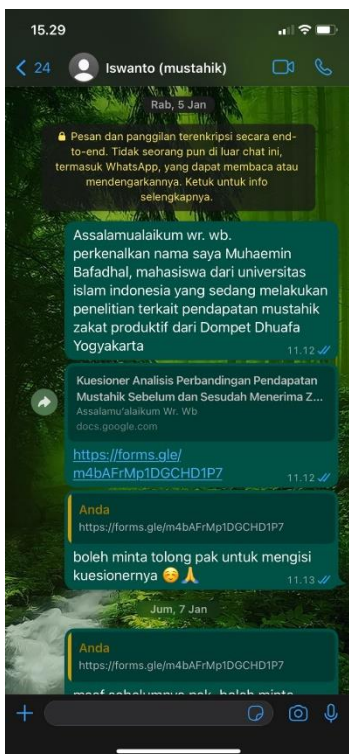 15.29
24 Iswanto (mustahik)
Rab, 5 Jan
Pesan dan panggilan terenkripsi secara end-
to-end. Tidak seorang pun di luar chat ini,
termasuk WhatsApp, yang dapat membaca atau
mendengarkannya. Ketuk untuk info
selengkapnya.
Assalamualaikum wr. wb.
perkenalkan nama saya Muhaemin
Bafadhal, mahasiswa dari universitas
islam indonesia yang sedang melakukan
penelitian terkait pendapatan mustahik
zakat produktif dari Dompet Dhuafa
Yogyakarta
11.12
Kuesioner Analisis Perbandingan Pendapatan
Mustahik Sebelum dan Sesudah Menerima Z...
Assalamu'alaikum Wr. Wb
docs.google.com
https://forms.gle/
m4bAFrMp1DGCHD1P7
11.12
Anda
https://forms.gle/m4bAFrMp1DGCHD1P7
boleh minta tolong pak untuk mengisi
kuesionernya ☺️🙏
11.13
Jum, 7 Jan
Anda
https://forms.gle/m4bAFrMp1DGCHD1P7
maaf sebelumnya pak, boleh minta